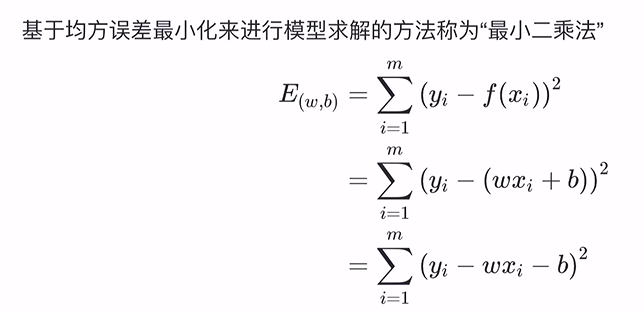 基于均方误差最小化来进行模型求解的方法称为“最小二乘法”
$E_{(w,b)} = \sum_{i=1}^{m} (y_i - f(x_i))^2$
$= \sum_{i=1}^{m} (y_i - (wx_i + b))^2$
$= \sum_{i=1}^{m} (y_i - wx_i - b)^2$